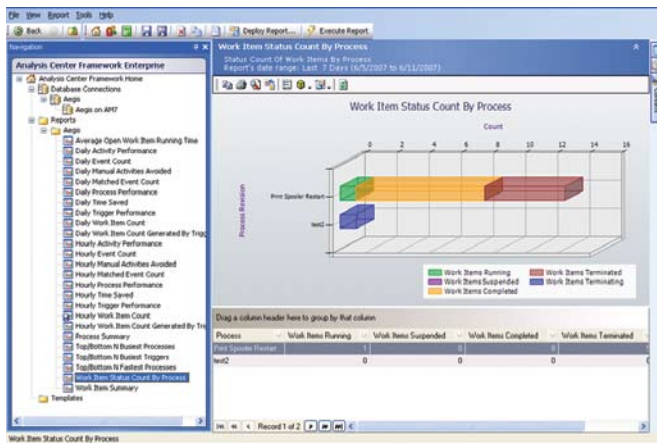 File View Report Tools Help
Back Deploy Report... Execute Report
Navigation
Analysis Center Framework Enterprise
Analysis Center Framework Home
Database Connections
Aegis
Aegis on AM7
Reports
Aegis
Average Open Work Item Running Time
Daily Activity Performance
Daily Event Count
Daily Manual Activities Avoided
Daily Matched Event Count
Daily Process Performance
Daily Time Saved
Daily Trigger Performance
Daily Work Item Count
Daily Work Item Count Generated By Trigg
Hourly Activity Performance
Hourly Event Count
Hourly Manual Activities Avoided
Hourly Matched Event Count
Hourly Process Performance
Hourly Time Saved
Hourly Trigger Performance
Hourly Work Item Count
Hourly Work Item Count Generated By Tri
Process Summary
Top/Bottom N Busiest Processes
Top/Bottom N Busiest Triggers
Top/Bottom N Fastest Processes
Work Item Status Count By Process
Work Item Summary
Templates
Work Item Status Count By Process
Status Count Of Work Items By Process
Report's date range: Last 7 Days (6/5/2007 to 6/11/2007)
Work Item Status Count By Process
Count
0 2 4 6 8 10 12 14 16
Process Revision
Print Spooler Restart
test2
Work Items Running Work Items Terminated
Work Items Suspended Work Items Terminating
Work Items Completed
Drag a column header here to group by that column
Process Work Items Running Work Items Suspended Work Items Completed Work Items Terminated
Print Spooler Restart 1 0 0
test2 0 0 0 0
Record 1 of 2
Work Item Status Count By Process